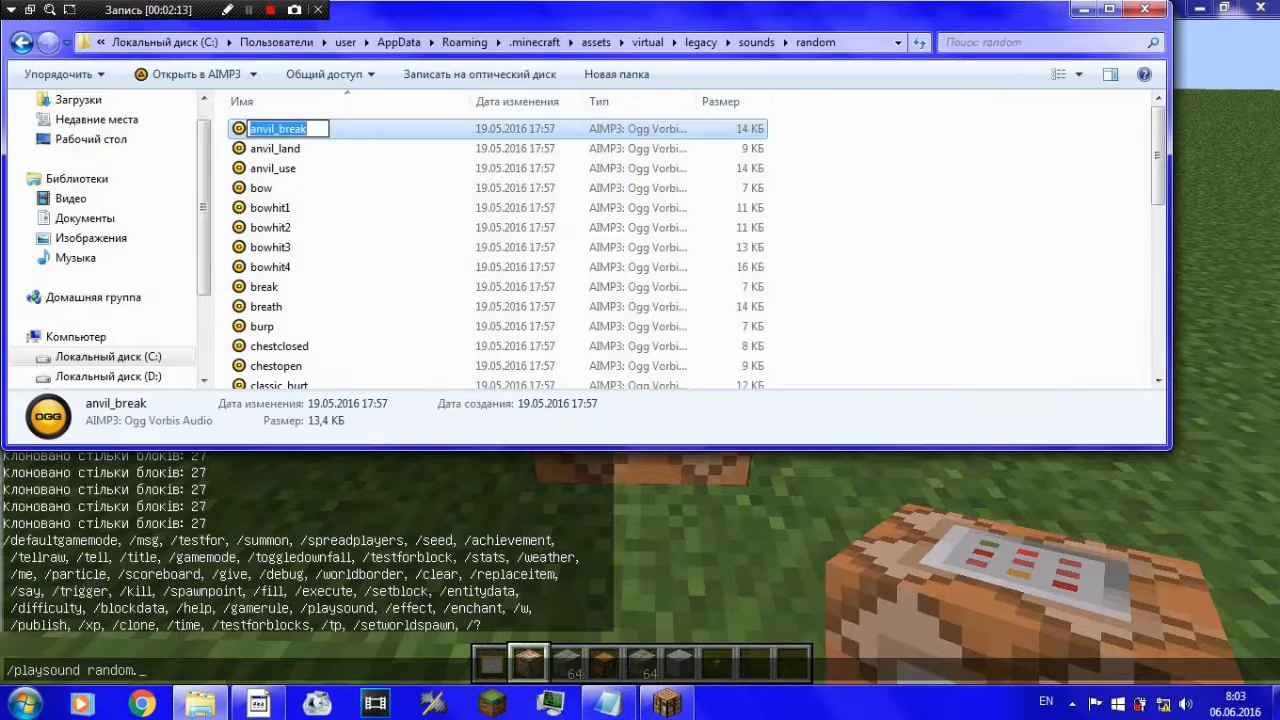 Запись [00:02:13]
« Локальный диск (C:) ▸ Пользователи ▸ user ▸ AppData ▸ Roaming ▸ .minecraft ▸ assets ▸ virtual ▸ legacy ▸ sounds ▸ random
Поиск: random
Упорядочить Открыть в AIMP3 Общий доступ Записать на оптический диск Новая папка
Загрузки
Недавние места
Рабочий стол
Библиотеки
Видео
Документы
Изображения
Музыка
Домашняя группа
Компьютер
Локальный диск (C:)
Локальный диск (D:)
Имя Дата изменения Тип Размер
anvil_break 19.05.2016 17:57 AIMP3: Ogg Vorbi... 14 КБ
anvil_land 19.05.2016 17:57 AIMP3: Ogg Vorbi... 9 КБ
anvil_use 19.05.2016 17:57 AIMP3: Ogg Vorbi... 14 КБ
bow 19.05.2016 17:57 AIMP3: Ogg Vorbi... 7 КБ
bowhit1 19.05.2016 17:57 AIMP3: Ogg Vorbi... 11 КБ
bowhit2 19.05.2016 17:57 AIMP3: Ogg Vorbi... 11 КБ
bowhit3 19.05.2016 17:57 AIMP3: Ogg Vorbi... 13 КБ
bowhit4 19.05.2016 17:57 AIMP3: Ogg Vorbi... 16 КБ
break 19.05.2016 17:57 AIMP3: Ogg Vorbi... 7 КБ
breath 19.05.2016 17:57 AIMP3: Ogg Vorbi... 14 КБ
burp 19.05.2016 17:57 AIMP3: Ogg Vorbi... 7 КБ
chestclosed 19.05.2016 17:57 AIMP3: Ogg Vorbi... 8 КБ
chestopen 19.05.2016 17:57 AIMP3: Ogg Vorbi... 9 КБ
classic_hurt 19.05.2016 17:57 AIMP3: Ogg Vorbi... 12 КБ
OGG
anvil_break Дата изменения: 19.05.2016 17:57 Дата создания: 19.05.2016 17:57
AIMP3: Ogg Vorbis Audio Размер: 13,4 КБ
Клоновано стільки блоків: 27
Клоновано стільки блоків: 27
Клоновано стільки блоків: 27
Клоновано стільки блоків: 27
Клоновано стільки блоків: 27
/defaultgamemode, /msg, /testfor, /summon, /spreadplayers, /seed, /achievement,
/tellraw, /tell, /title, /gamemode, /toggledownfall, /testforblock, /stats, /weather,
/me, /particle, /scoreboard, /give, /debug, /worldborder, /clear, /replaceitem,
/say, /trigger, /kill, /spawnpoint, /fill, /execute, /setblock, /entitydata,
/difficulty, /blockdata, /help, /gamerule, /playsound, /effect, /enchant, /w,
/publish, /xp, /clone, /time, /testforblocks, /tp, /setworldspawn, /?
/playsound random._
64 64
OGG
EN
8:03
06.06.2016